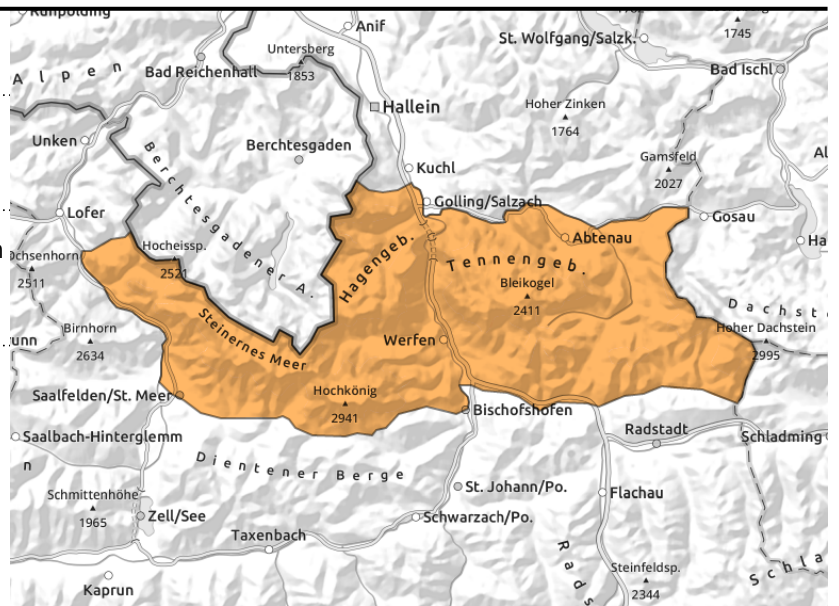 Anif
Untersberg
1853
St. Wolfgang/Salzk.
1745
Alpen
Bad Reichenhall
Bad Ischl
Hallein
Hoher Zinken
1764
Unken
Berchtesgaden
Kuchl
Gamsfeld
2027
Berchtesgadener A.
Lofer
Golling/Salzach
Gosau
Hocheissp.
2521
Hagengeb.
Abtenau
Tennengeb.
2511
Bleikogel
2411
Steinernes Meer
Birnhorn
2634
Werfen
Hoher Dachstein
2995
Saalfelden/St. Meer
Hochkönig
2941
Bischofshofen
Radstadt
Saalbach-Hinterglemm
Schladming
n
Dientener Berge
Schmittenhöhe
1965
St. Johann/Po.
Flachau
Zell/See
Schwarzach/Po.
Taxenbach
Steinfeldsp.
2344
Kaprun